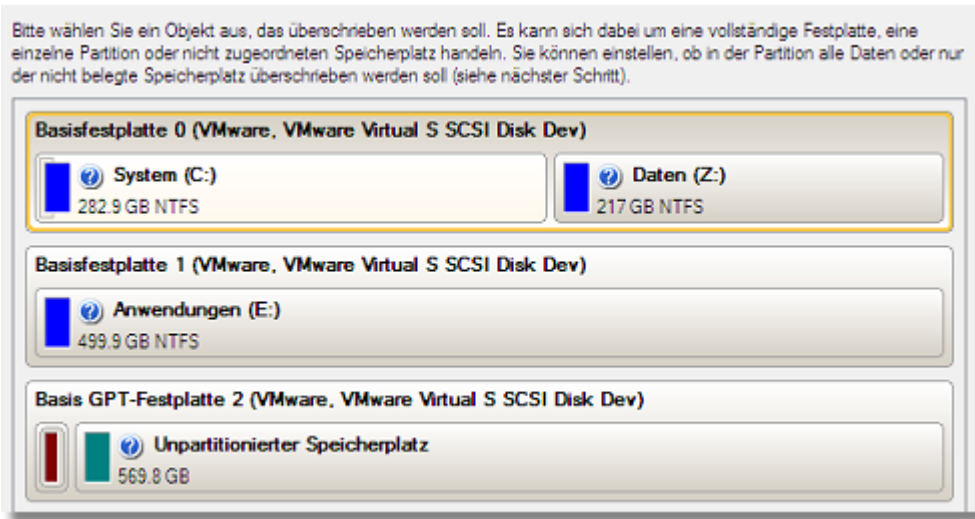 Bitte wählen Sie ein Objekt aus, das überschrieben werden soll. Es kann sich dabei um eine vollständige Festplatte, eine
einzelne Partition oder nicht zugeordneten Speicherplatz handeln. Sie können einstellen, ob in der Partition alle Daten oder nur
der nicht belegte Speicherplatz überschrieben werden soll (siehe nächster Schritt).
Basisfestplatte 0 (VMware, VMware Virtual S SCSI Disk Dev)
System (C:)
282.9 GB NTFS
Daten (Z:)
217 GB NTFS
Basisfestplatte 1 (VMware, VMware Virtual S SCSI Disk Dev)
Anwendungen (E:)
499.9 GB NTFS
Basis GPT-Festplatte 2 (VMware, VMware Virtual S SCSI Disk Dev)
Unpartitionierter Speicherplatz
569.8 GB